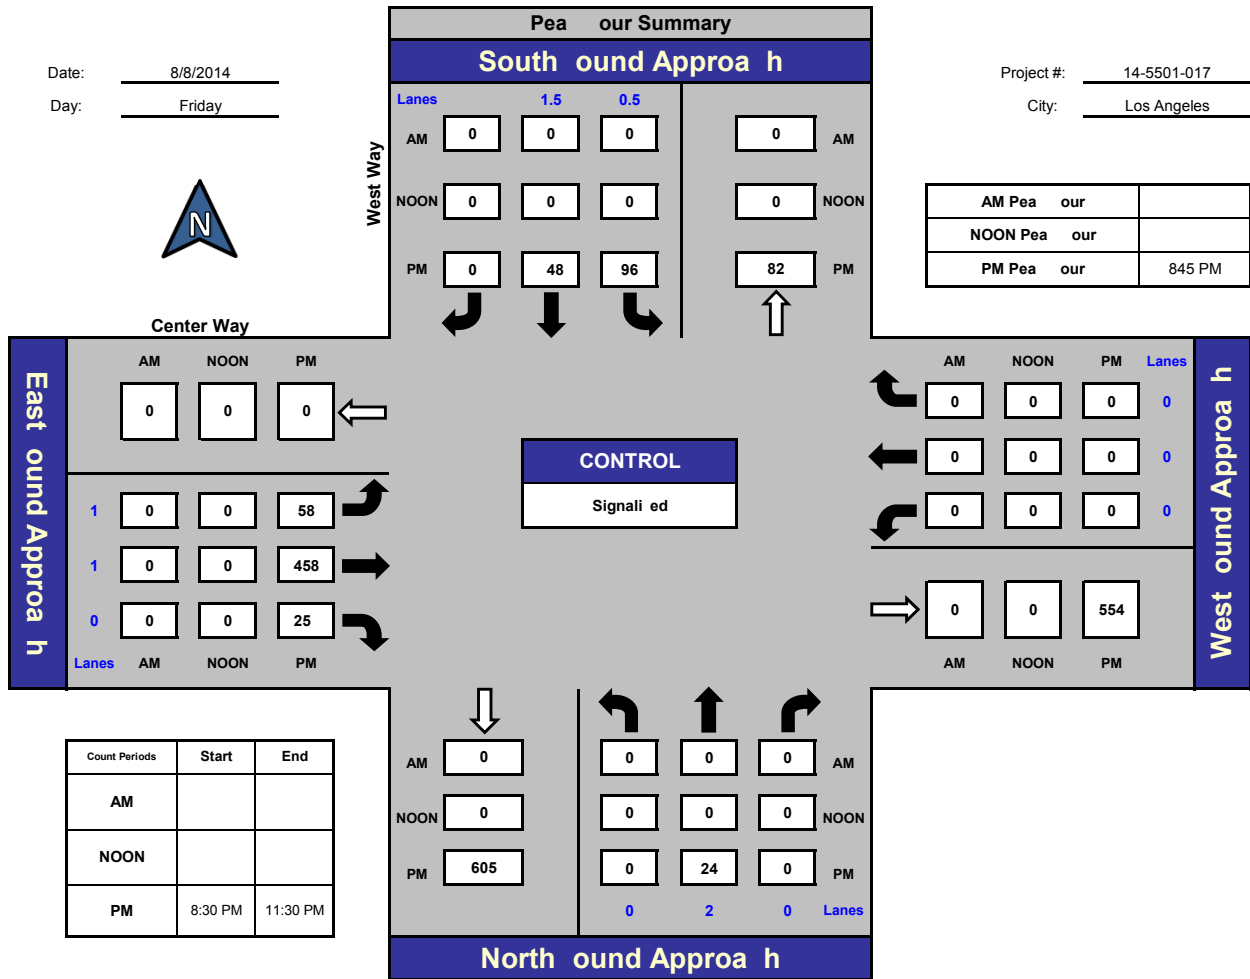 Pea our Summary
South ound Approa h
Date: 8/8/2014
Day: Friday
Project #: 14-5501-017
City: Los Angeles
N
West Way
Lanes 1.5 0.5
AM 0 0 0 0 AM
NOON 0 0 0 0 NOON
PM 0 48 96 82 PM
AM Pea our
NOON Pea our
PM Pea our 845 PM
Center Way
East ound Approa h
AM NOON PM
0 0 0
1 0 0 58
1 0 0 458
0 0 0 25
Lanes AM NOON PM
CONTROL
Signali ed
AM NOON PM Lanes
0 0 0 0
0 0 0 0
0 0 0 0
0 0 554
AM NOON PM
West ound Approa h
Count Periods Start End
AM
NOON
PM 8:30 PM 11:30 PM
AM 0 0 0 0 AM
NOON 0 0 0 0 NOON
PM 605 0 24 0 PM
0 2 0 Lanes
North ound Approa h